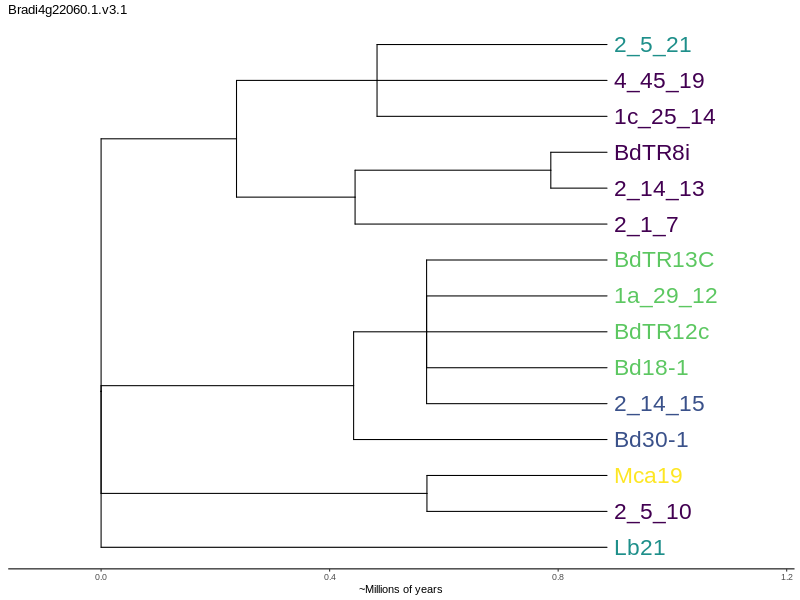 Bradi4g22060.1.v3.1
2_5_21
4_45_19
1c_25_14
BdTR8i
2_14_13
2_1_7
BdTR13C
1a_29_12
BdTR12c
Bd18-1
2_14_15
Bd30-1
Mca19
2_5_10
Lb21
0.0 0.4 0.8 1.2
~Millions of years